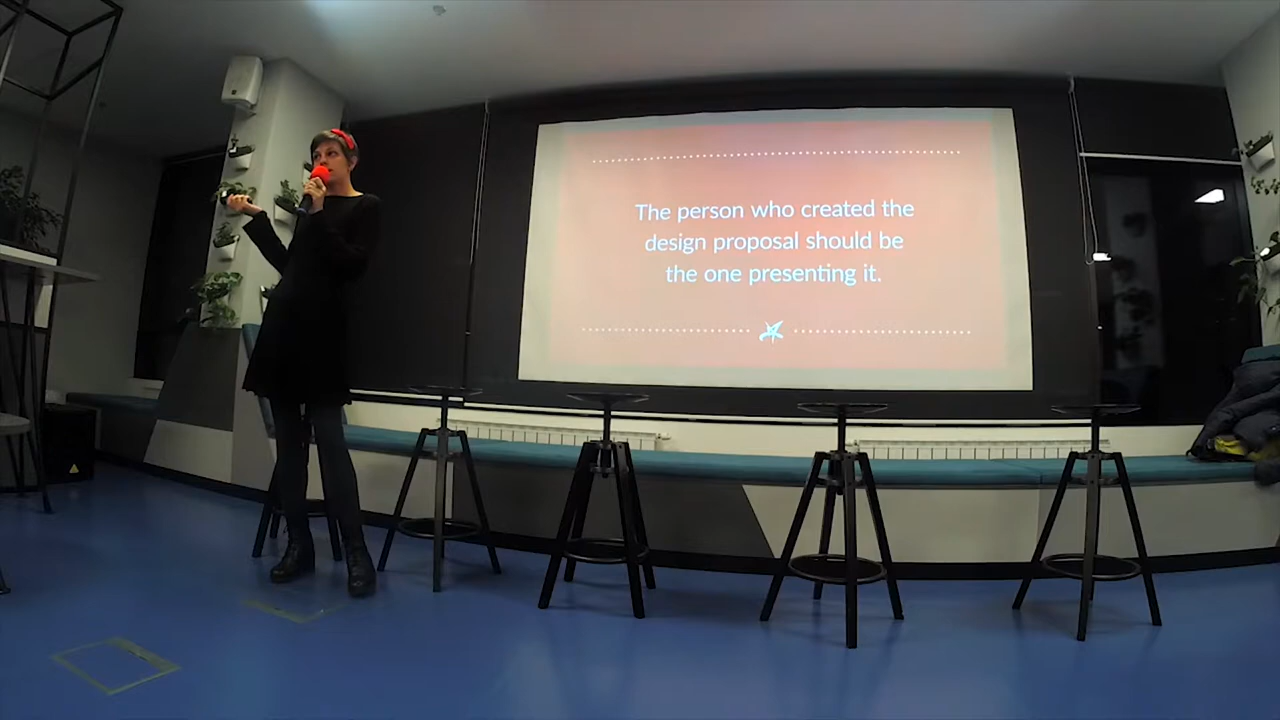 The person who created the
design proposal should be
the one presenting it.